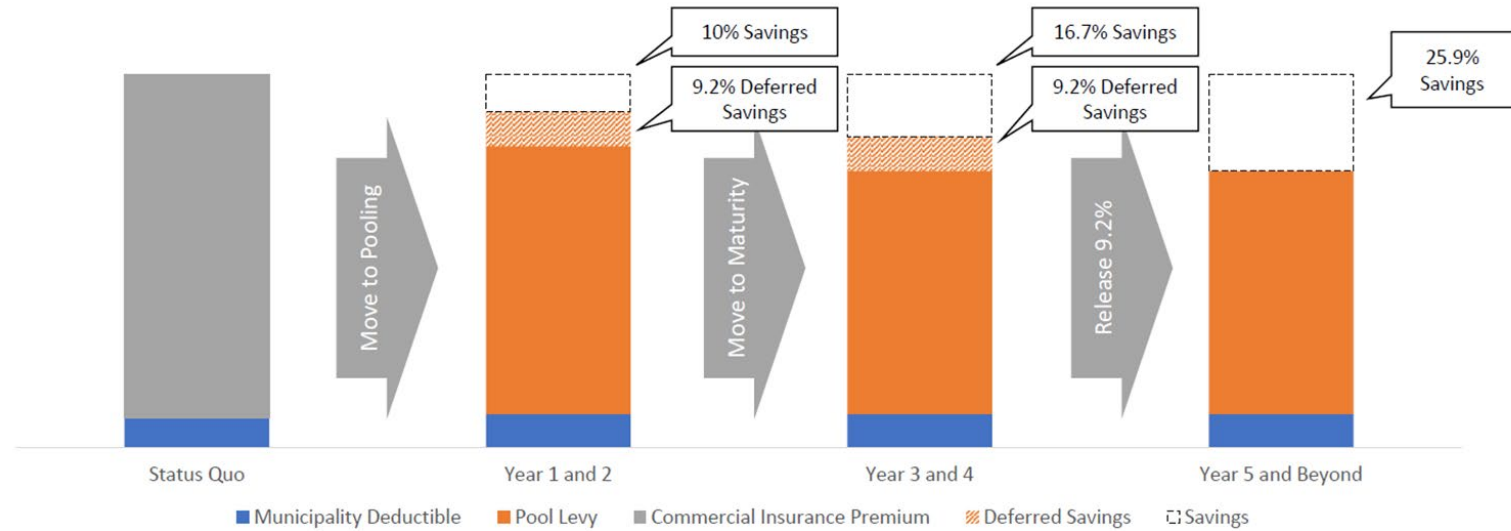 10% Savings
9.2% Deferred
Savings
16.7% Savings
9.2% Deferred
Savings
25.9%
Savings
Move to Pooling
Move to Maturity
Release 9.2%
Status Quo
Year 1 and 2
Year 3 and 4
Year 5 and Beyond
Municipality Deductible
Pool Levy
Commercial Insurance Premium
Deferred Savings
Savings